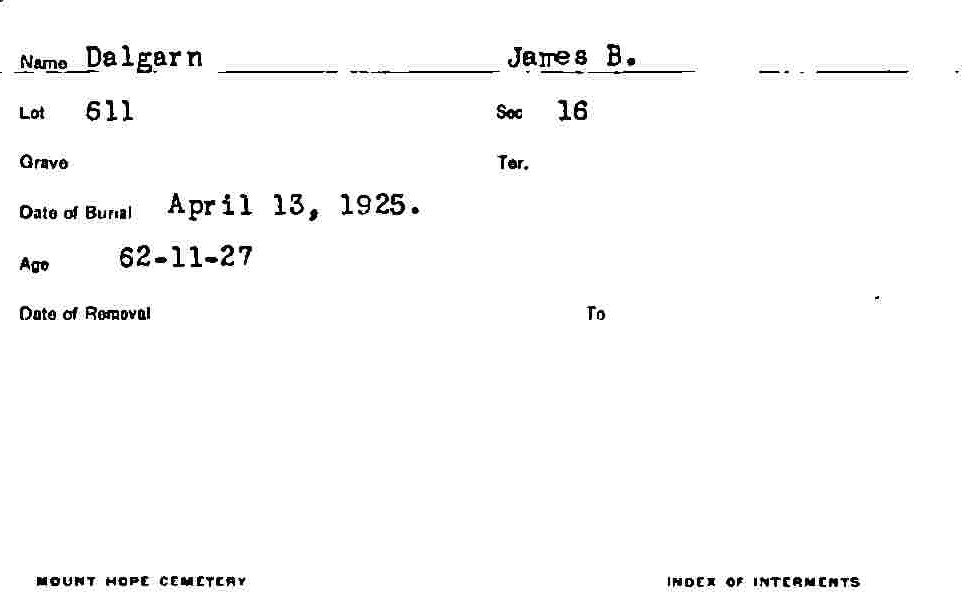 Name Dalgarn James B.
Lot 611 Sec 16
Grave Ter.
Date of Burial April 13, 1925.
Age 62-11-27
Date of Removal To
MOUNT HOPE CEMETERY INDEX OF INTERMENTS